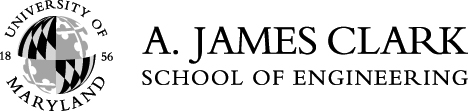 UNIVERSITY OF
18 56
MARYLAND
A. JAMES CLARK
SCHOOL OF ENGINEERING